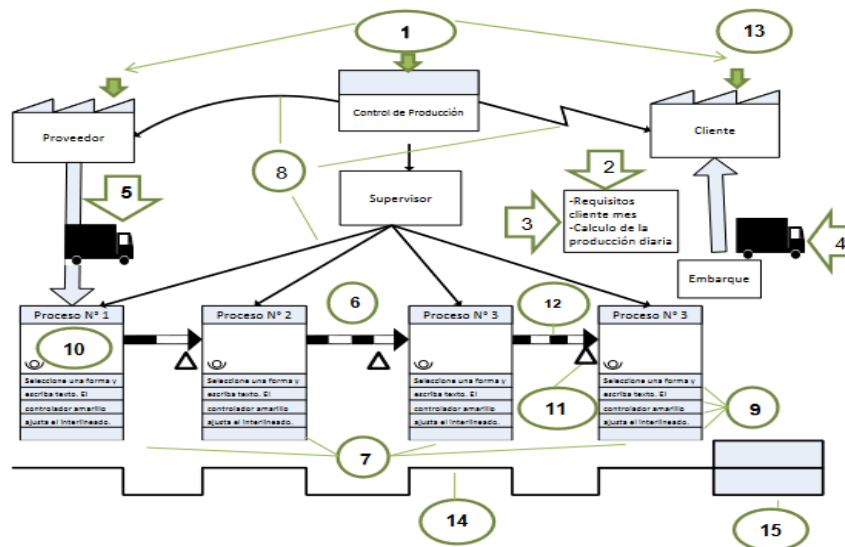 1
13
Proveedor
Control de Producción
Cliente
5
8
Supervisor
2
3
-Requisitos
cliente mes
-Calculo de la
producción diaria
4
Embarque
Proceso N° 1
Proceso N° 2
6
Proceso N° 3
12
Proceso N° 3
10
Seleccione una forma y
escriba texto. El
controlador amarillo
ajusta el interlineado.
Seleccione una forma y
escriba texto. El
controlador amarillo
ajusta el interlineado.
Seleccione una forma y
escriba texto. El
controlador amarillo
ajusta el interlineado.
Seleccione una forma y
escriba texto. El
controlador amarillo
ajusta el interlineado.
11
9
7
14
15